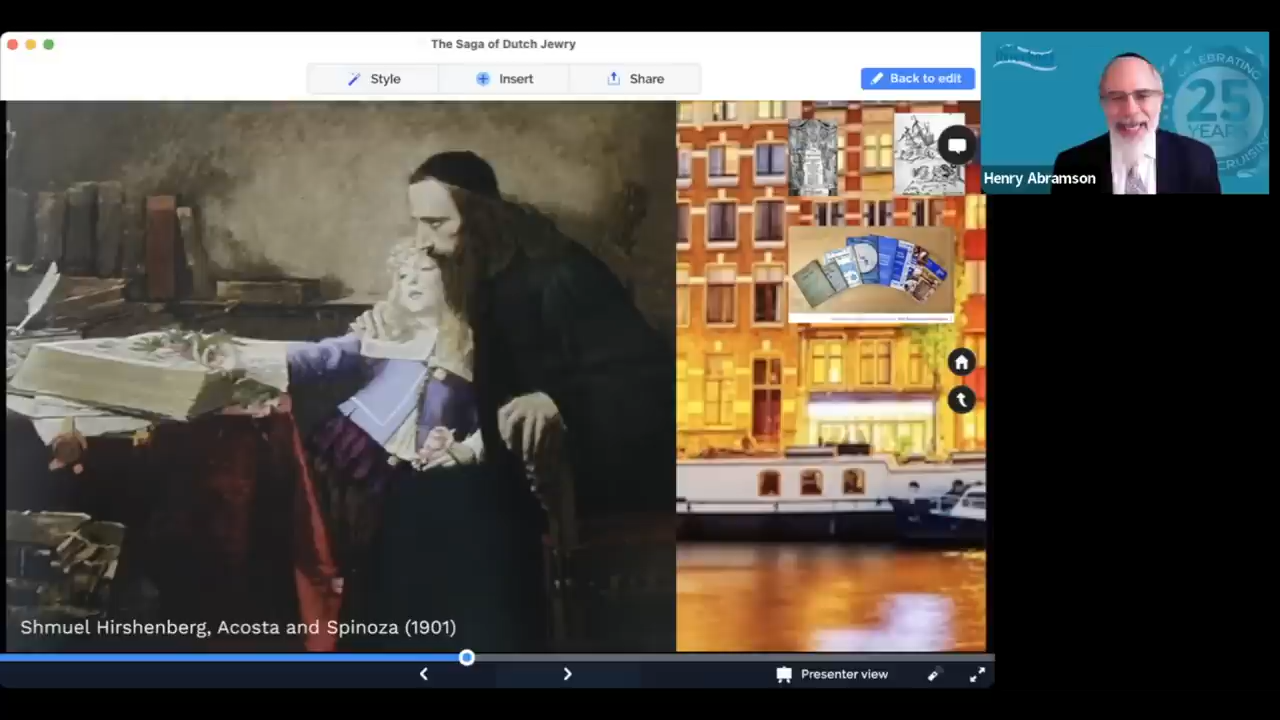 The Saga of Dutch Jewry
Style
Insert
Share
Back to edit
CELEBRATING
25
YEARS
CRUISING
Henry Abramson
Shmuel Hirshenberg, Acosta and Spinoza (1901)
Presenter view